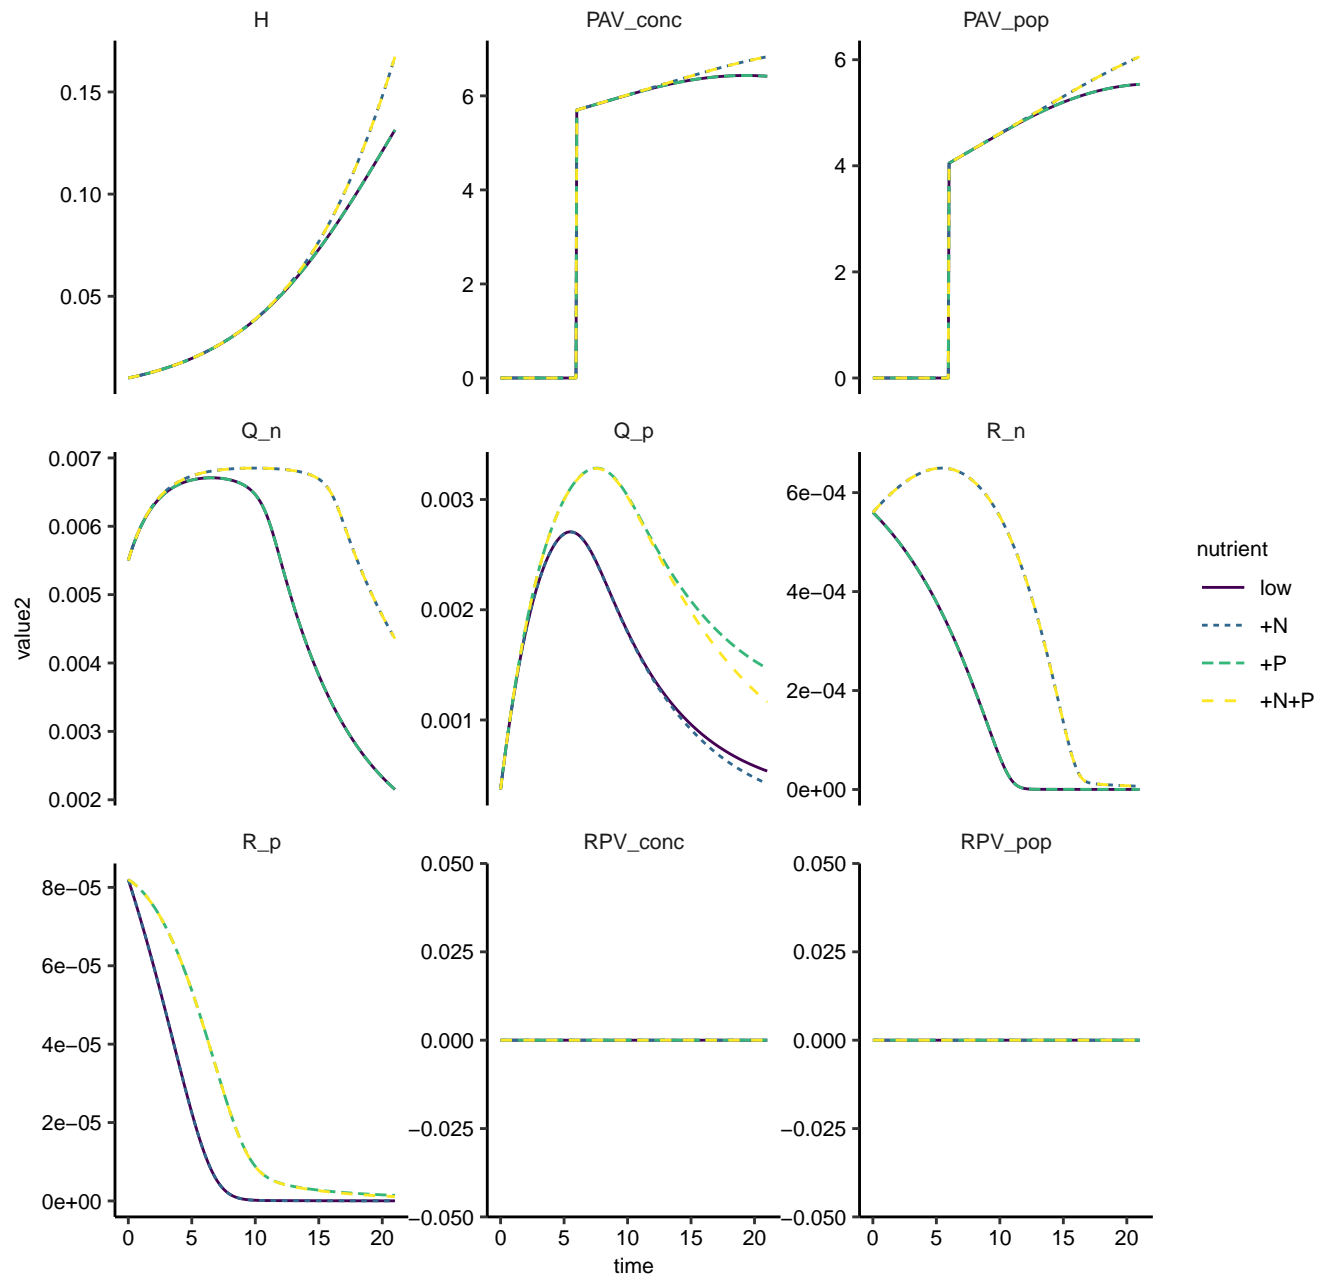 H
PAV_conc
PAV_pop
0.15
0.10
0.05
6
4
2
0
6
4
2
0
Q_n
Q_p
R_n
0.007
0.006
0.005
0.004
0.003
0.002
0.003
0.002
0.001
6e−04
4e−04
2e−04
0e+00
R_p
RPV_conc
RPV_pop
8e−05
6e−05
4e−05
2e−05
0e+00
0.050
0.025
0.000
−0.025
−0.050
0.050
0.025
0.000
−0.025
−0.050
0 5 10 15 20
0 5 10 15 20
0 5 10 15 20
time
value2
nutrient
low
+N
+P
+N+P